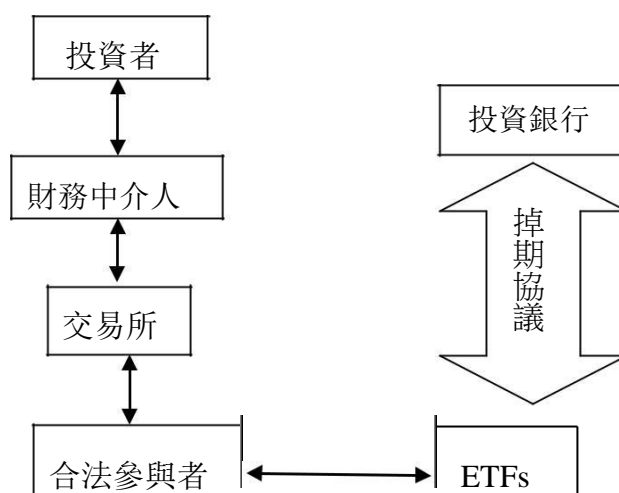 投資者
投資銀行
財務中介人
掉期協議
交易所
合法參與者
ETFs